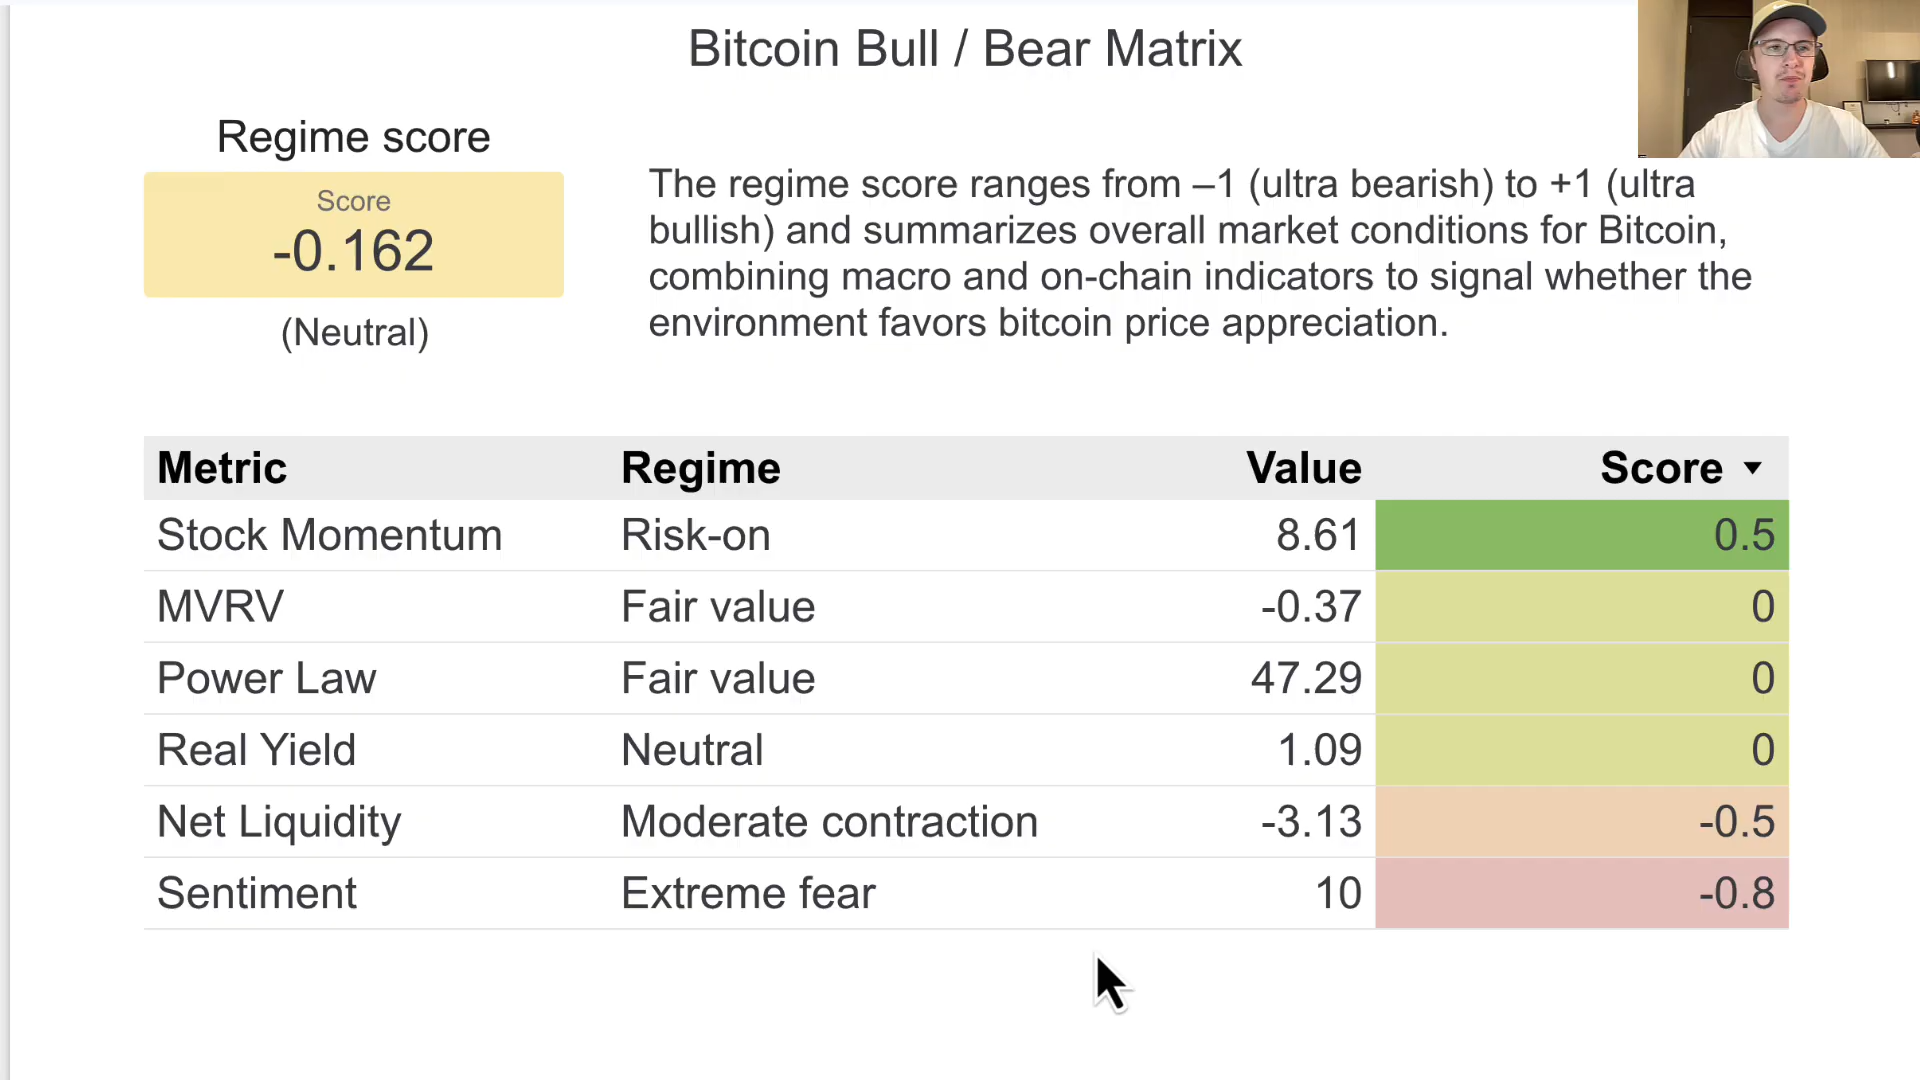 Bitcoin Bull / Bear Matrix
Regime score
Score
-0.162
(Neutral)
The regime score ranges from –1 (ultra bearish) to +1 (ultra
bullish) and summarizes overall market conditions for Bitcoin,
combining macro and on-chain indicators to signal whether the
environment favors bitcoin price appreciation.
Metric Regime Value Score ▼
Stock Momentum Risk-on 8.61 0.5
MVRV Fair value -0.37 0
Power Law Fair value 47.29 0
Real Yield Neutral 1.09 0
Net Liquidity Moderate contraction -3.13 -0.5
Sentiment Extreme fear 10 -0.8